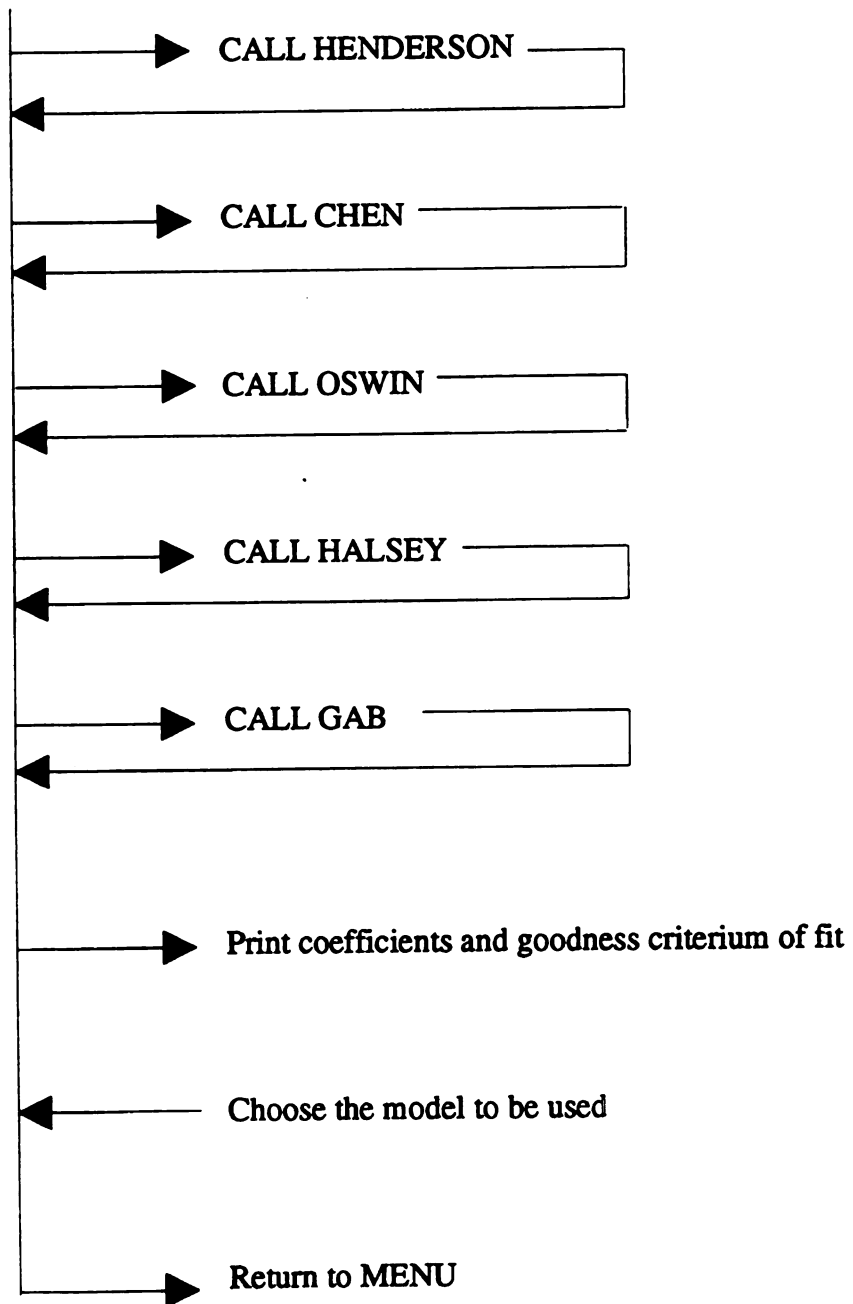 CALL HENDERSON
CALL CHEN
CALL OSWIN
CALL HALSEY
CALL GAB
Print coefficients and goodness criterium of fit
Choose the model to be used
Return to MENU